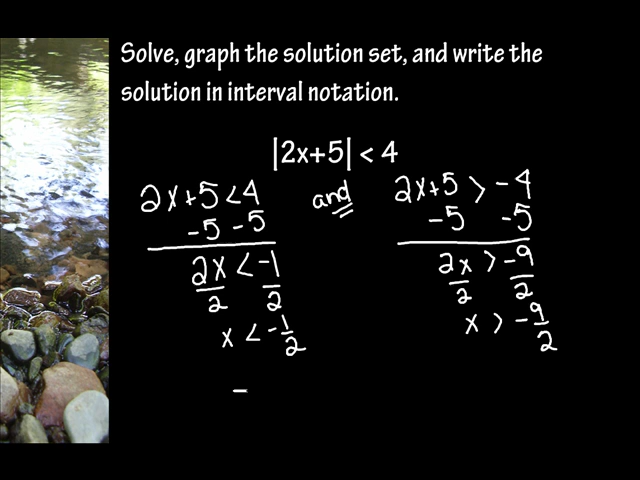 Solve, graph the solution set, and write the
solution in interval notation.
|2x+5| < 4
2x+5 < 4 and 2x+5 > -4
-5 -5 -5 -5
2x < -1 2x > -9
2 2 2 2
x < -1/2 x > -9/2
-